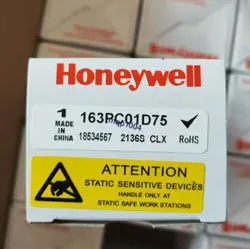 Honeywell
1 163PC01D75
MADE IN CHINA 18534567 2136S CLX RoHS
ATTENTION
STATIC SENSITIVE DEVICES
HANDLE ONLY AT
STATIC SAFE WORK STATIONS